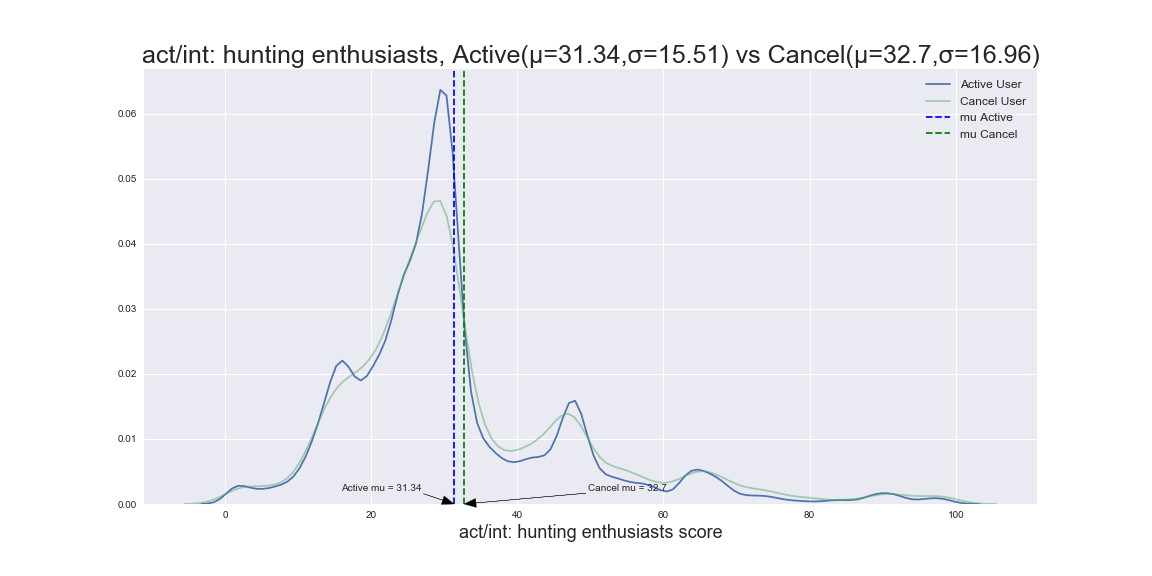 act/int: hunting enthusiasts, Active(μ=31.34,σ=15.51) vs Cancel(μ=32.7,σ=16.96)
Active User
Cancel User
mu Active
mu Cancel
0.06
0.05
0.04
0.03
0.02
0.01
0.00
Active mu = 31.34
Cancel mu = 32.7
0 20 40 60 80 100
act/int: hunting enthusiasts score